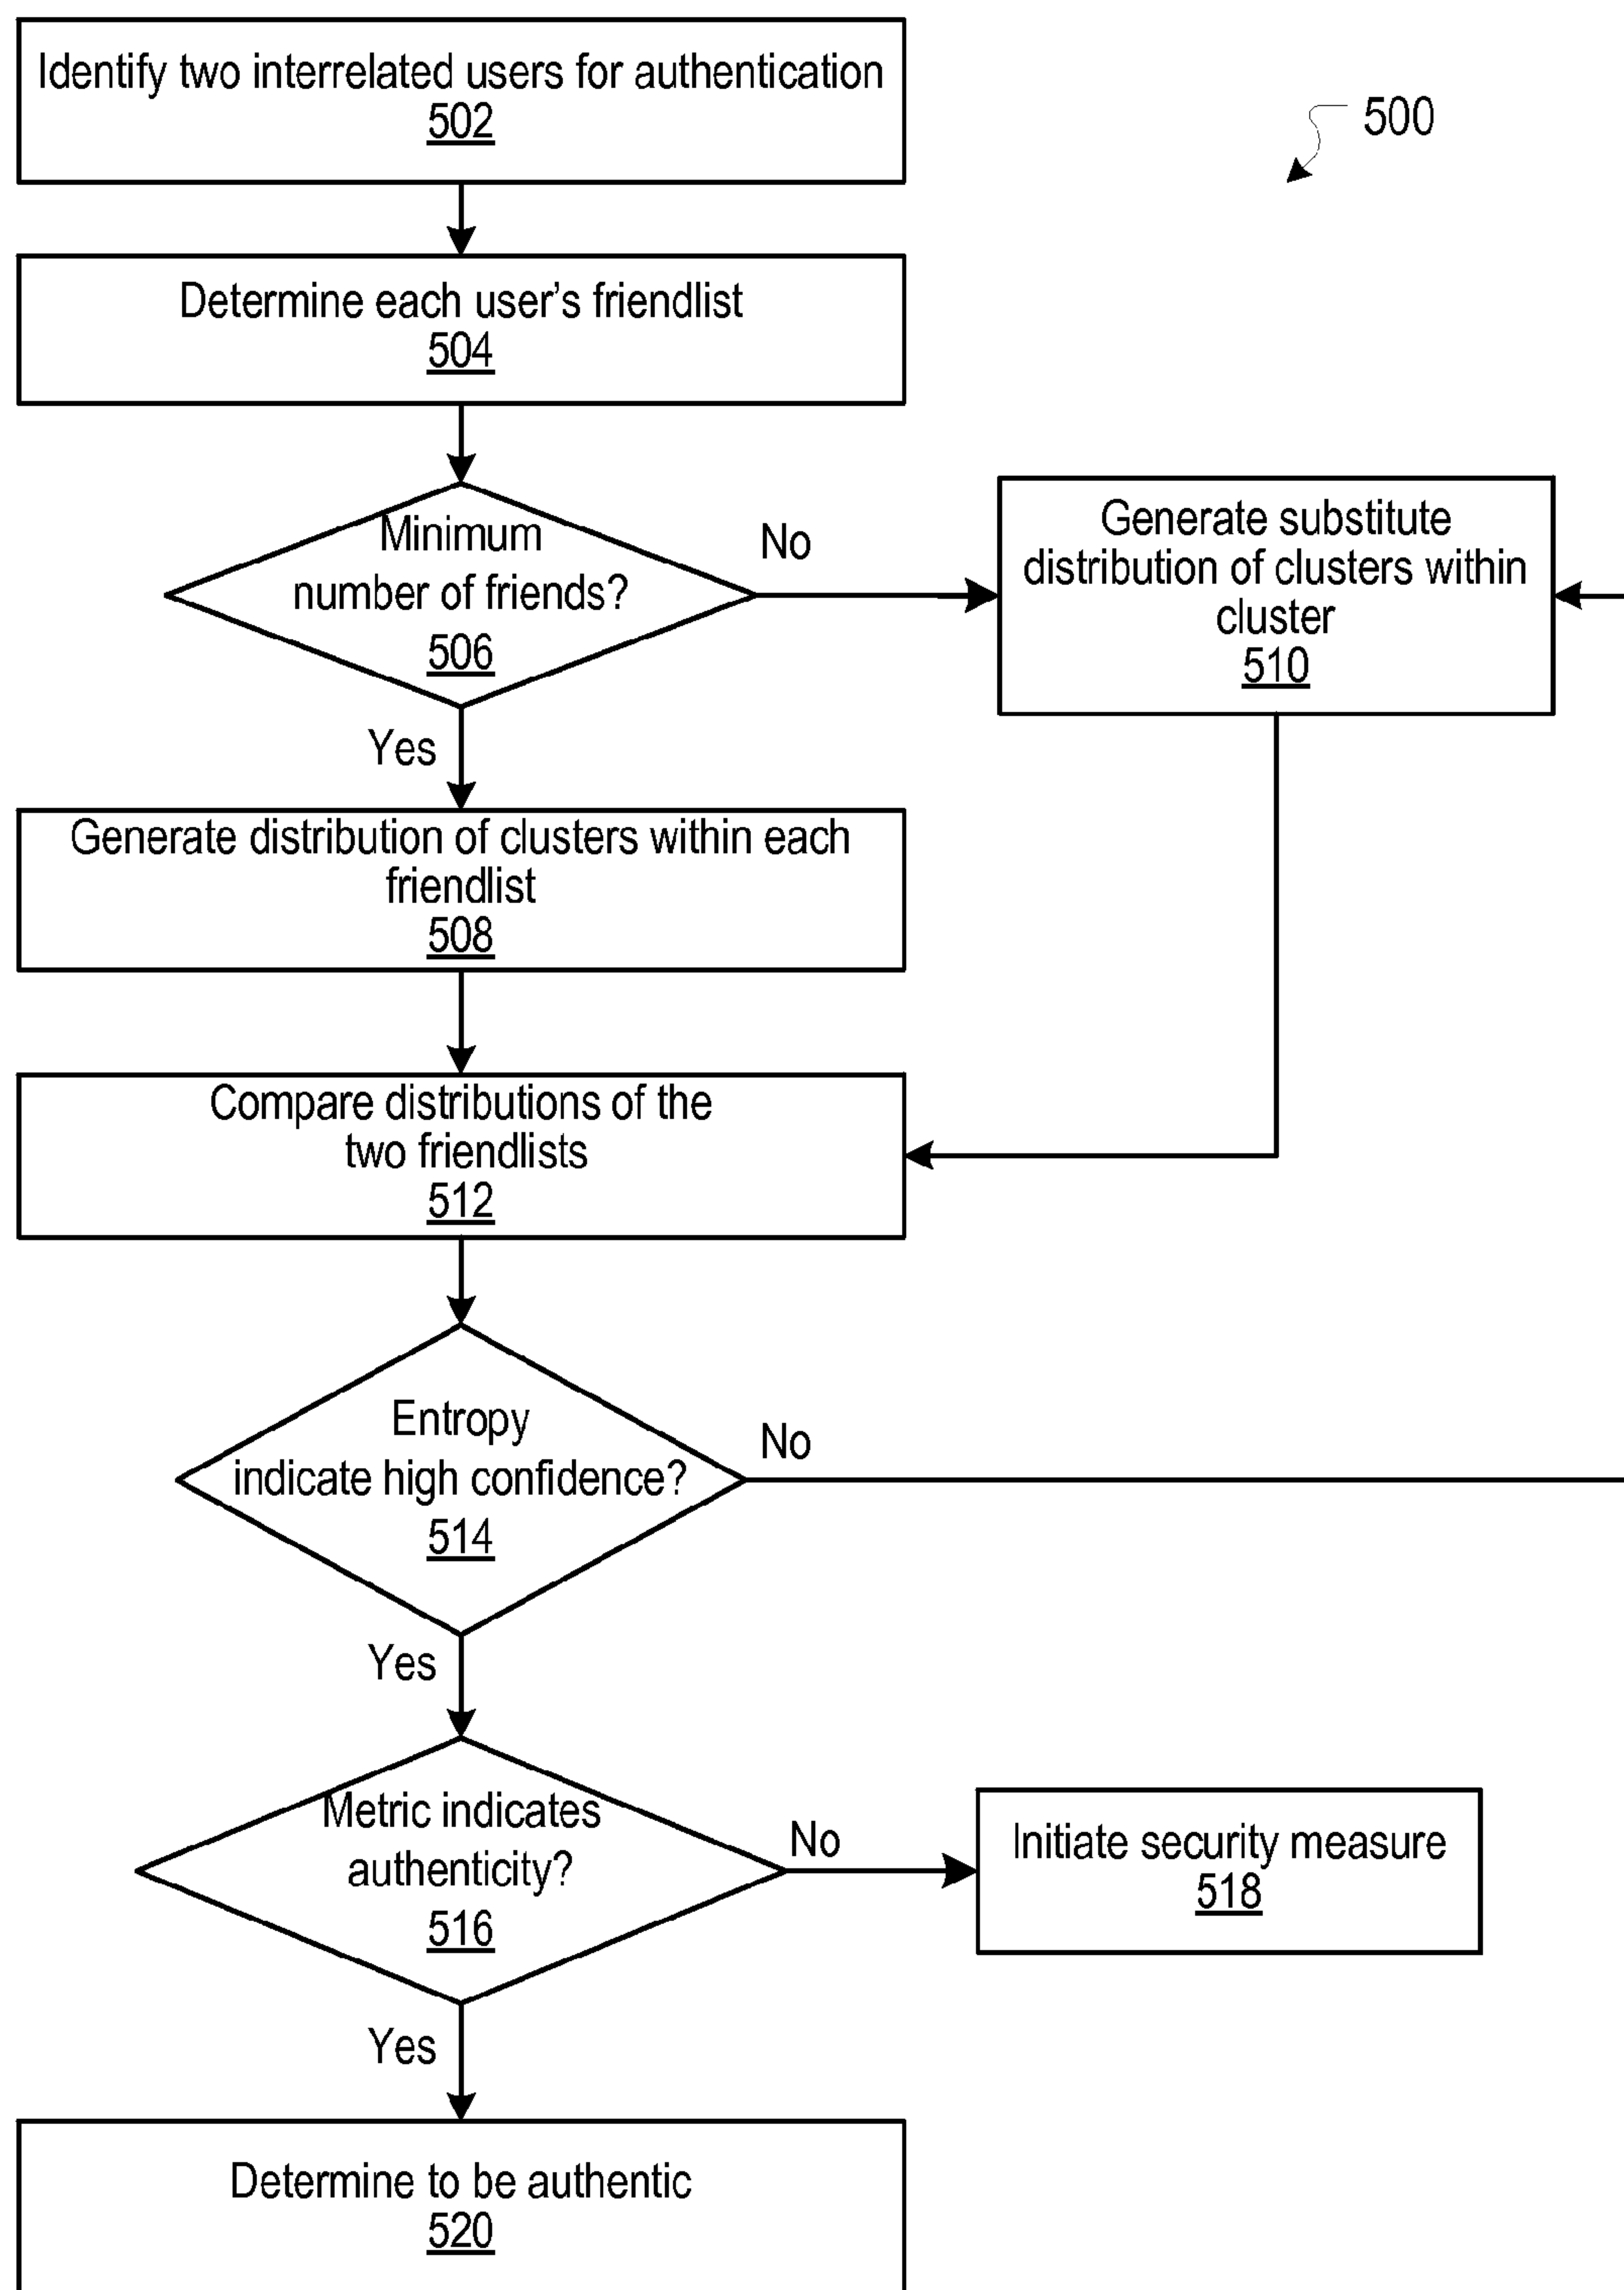 Identify two interrelated users for authentication
502
500
Determine each user's friendlist
504
Minimum
number of friends?
506
No
Generate substitute
distribution of clusters within
cluster
510
Yes
Generate distribution of clusters within each
friendlist
508
Compare distributions of the
two friendlists
512
Entropy
indicate high confidence?
514
No
Yes
Metric indicates
authenticity?
516
No
Initiate security measure
518
Yes
Determine to be authentic
520